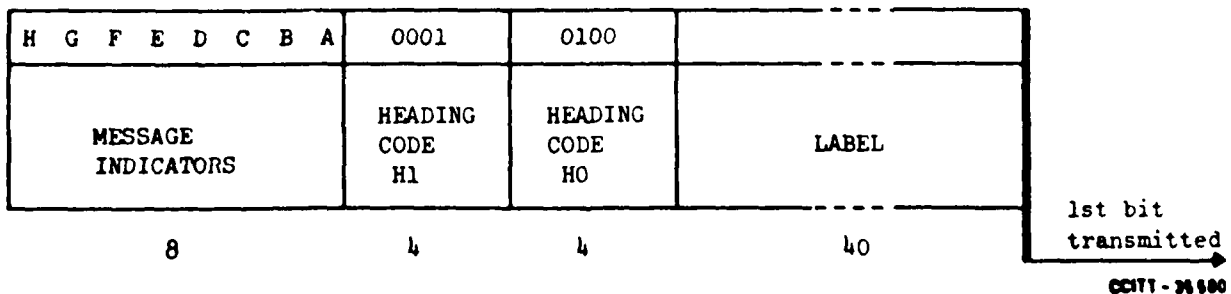 H G F E D C B A 0001 0100
MESSAGE INDICATORS
HEADING CODE H1
HEADING CODE H0
LABEL
8 4 4 40
1st bit transmitted